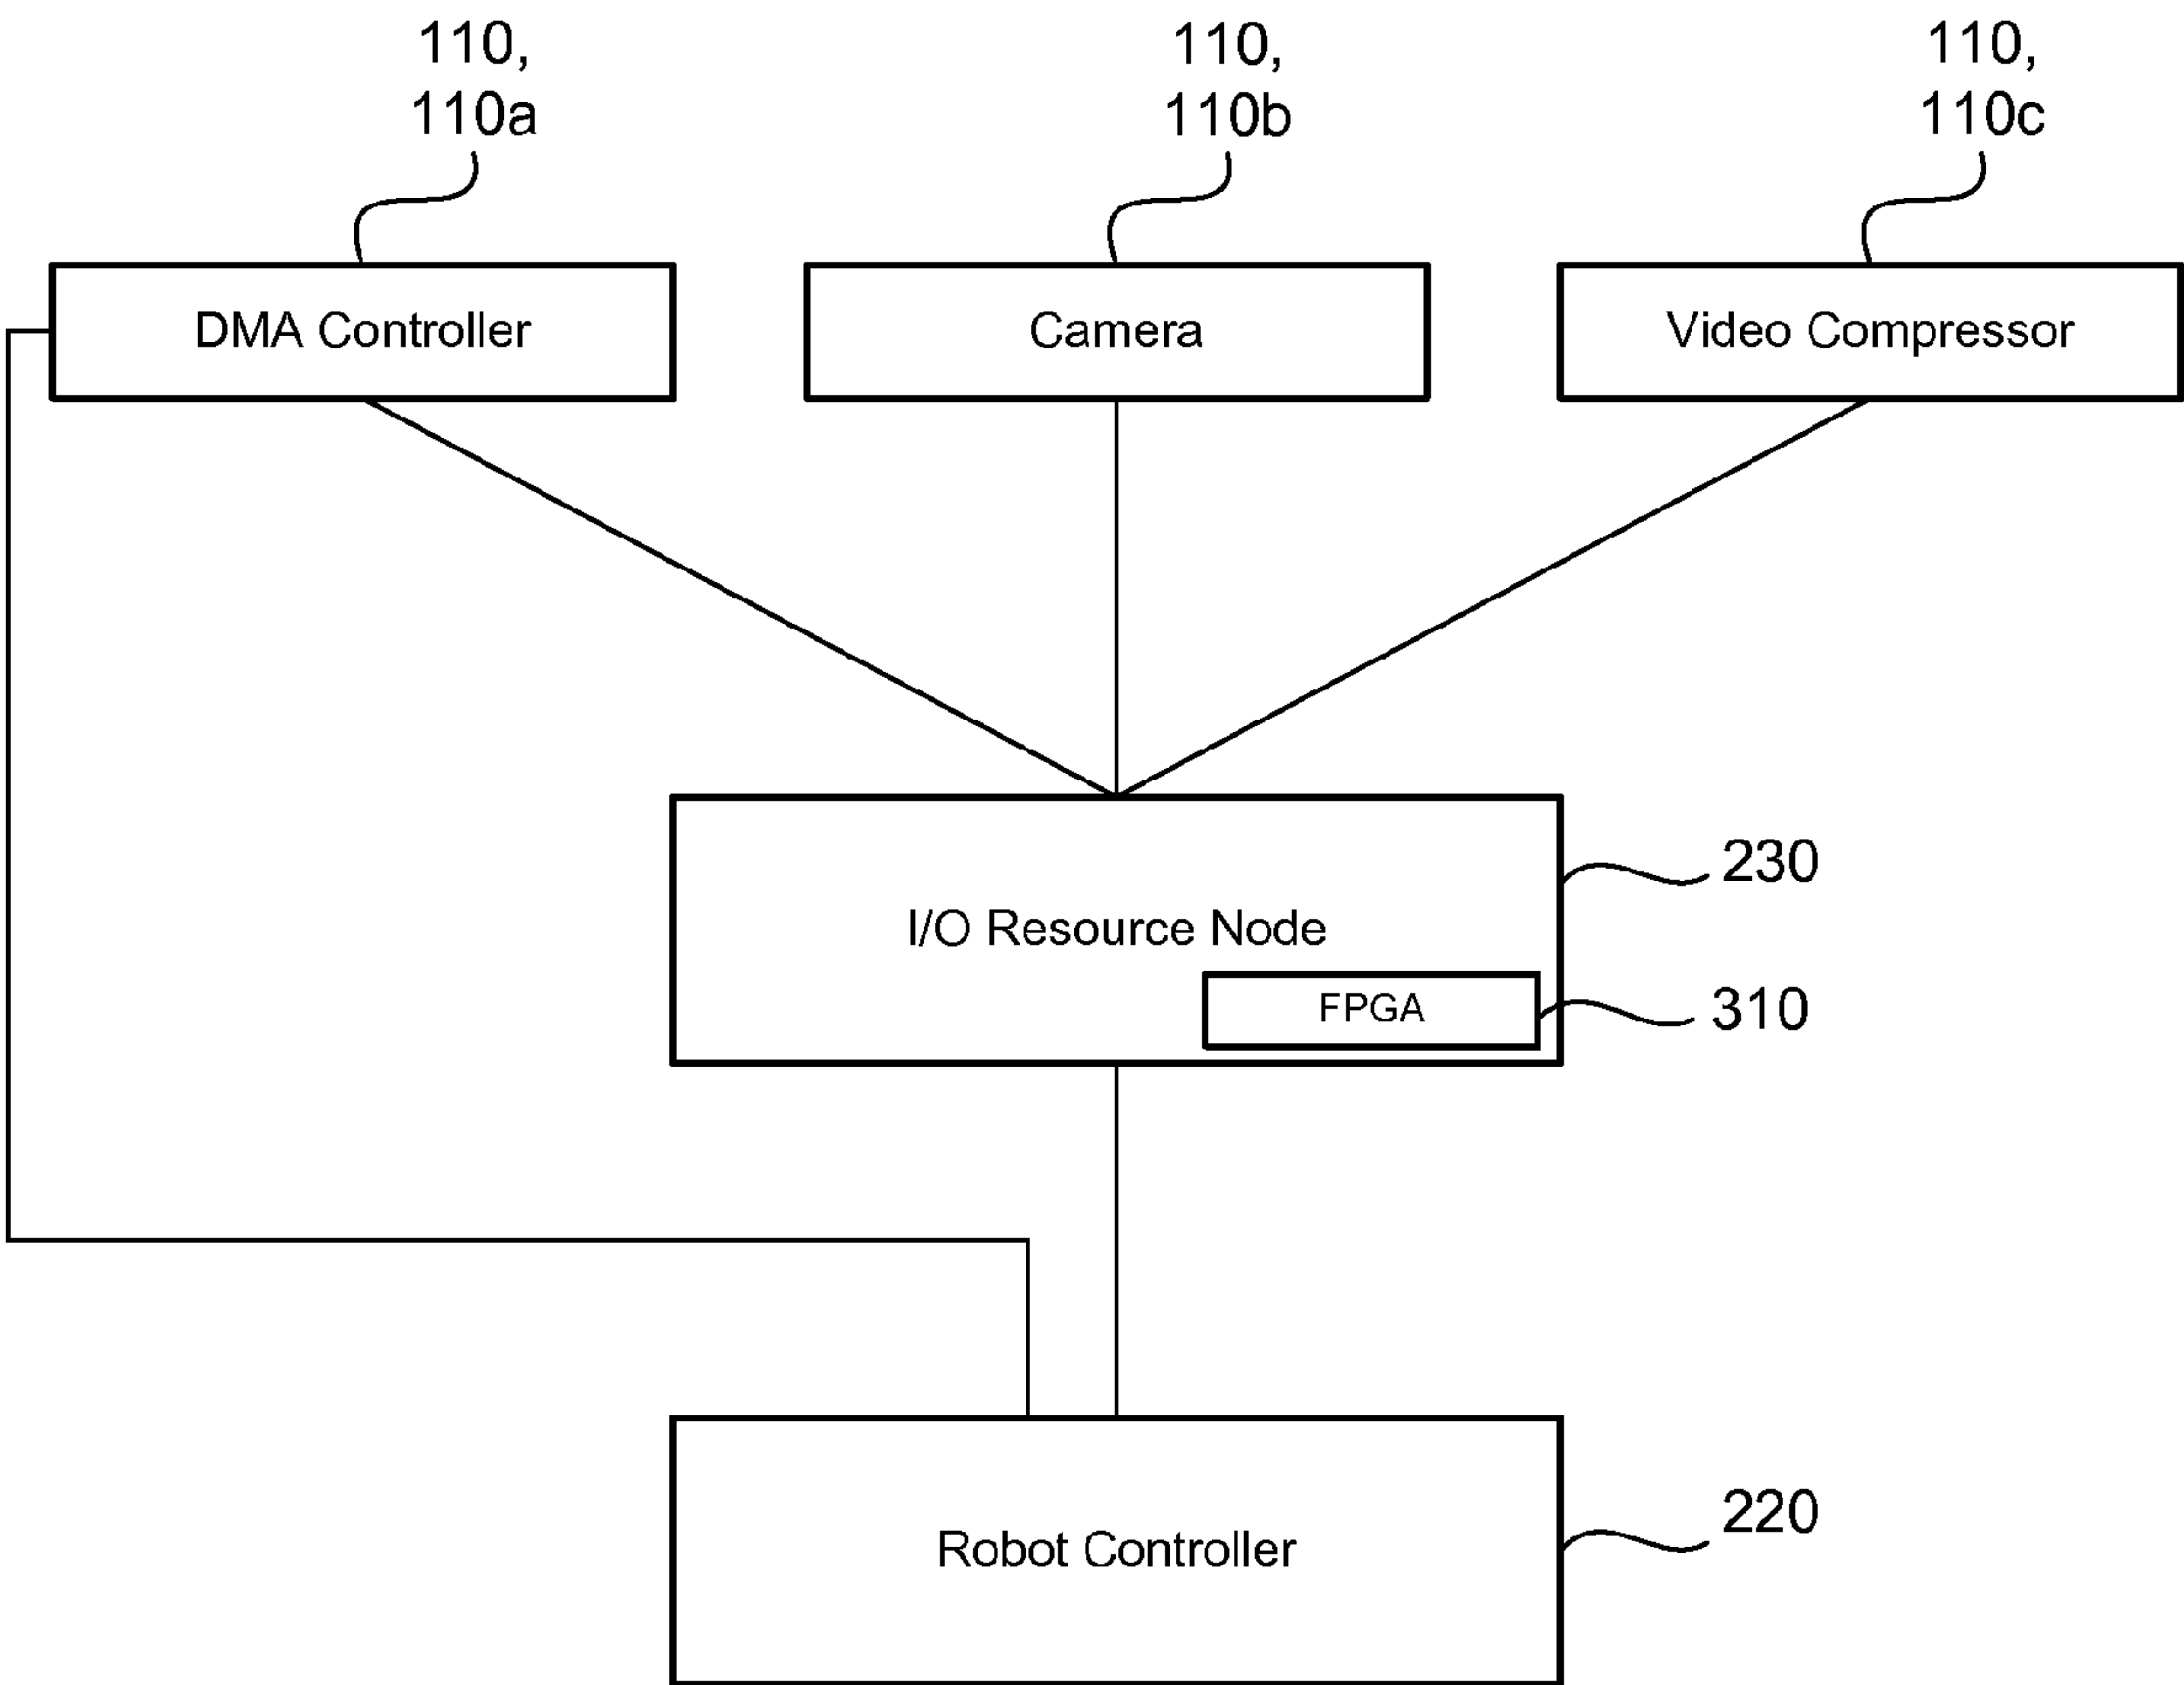 110,
110a
110,
110b
110,
110c
DMA Controller
Camera
Video Compressor
230
I/O Resource Node
FPGA
310
220
Robot Controller